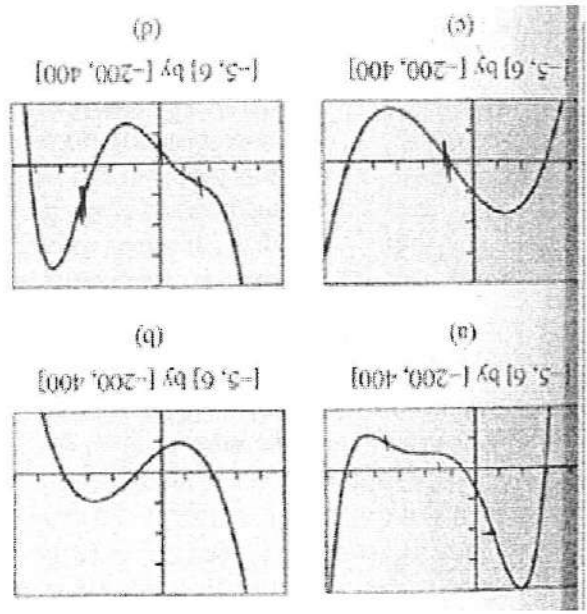 [-5, 6] by [-200, 400]
(a)
[-5, 6] by [-200, 400]
(b)
[-5, 6] by [-200, 400]
(c)
[-5, 6] by [-200, 400]
(d)